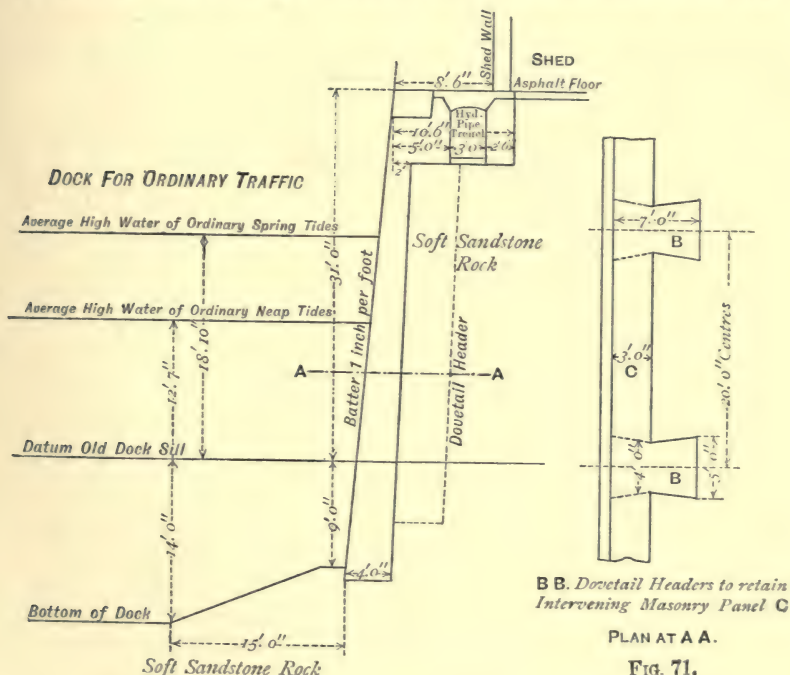 Shed Wall
SHED
8'.6"
Asphalt Floor
Hyd.
Pipe
Trench
10.'6"
5'.0"
3'0"
2'6"
2'
DOCK FOR ORDINARY TRAFFIC
Average High Water of Ordinary Spring Tides
31'.0"
Soft Sandstone
Rock
Average High Water of Ordinary Neap Tides
18'.10"
12'.7"
Batter 1 inch per foot
A
A
Dovetail Header
Datum Old Dock Sill
14'.0"
9'.0"
4'.0"
Bottom of Dock
15'.0"
Soft Sandstone Rock
7'.0"
B
3'.0"
C
20'.0" Centres
4'.0"
B
5'.0"
B B. Dovetail Headers to retain
Intervening Masonry Panel C
PLAN AT A A.
FIG. 71.